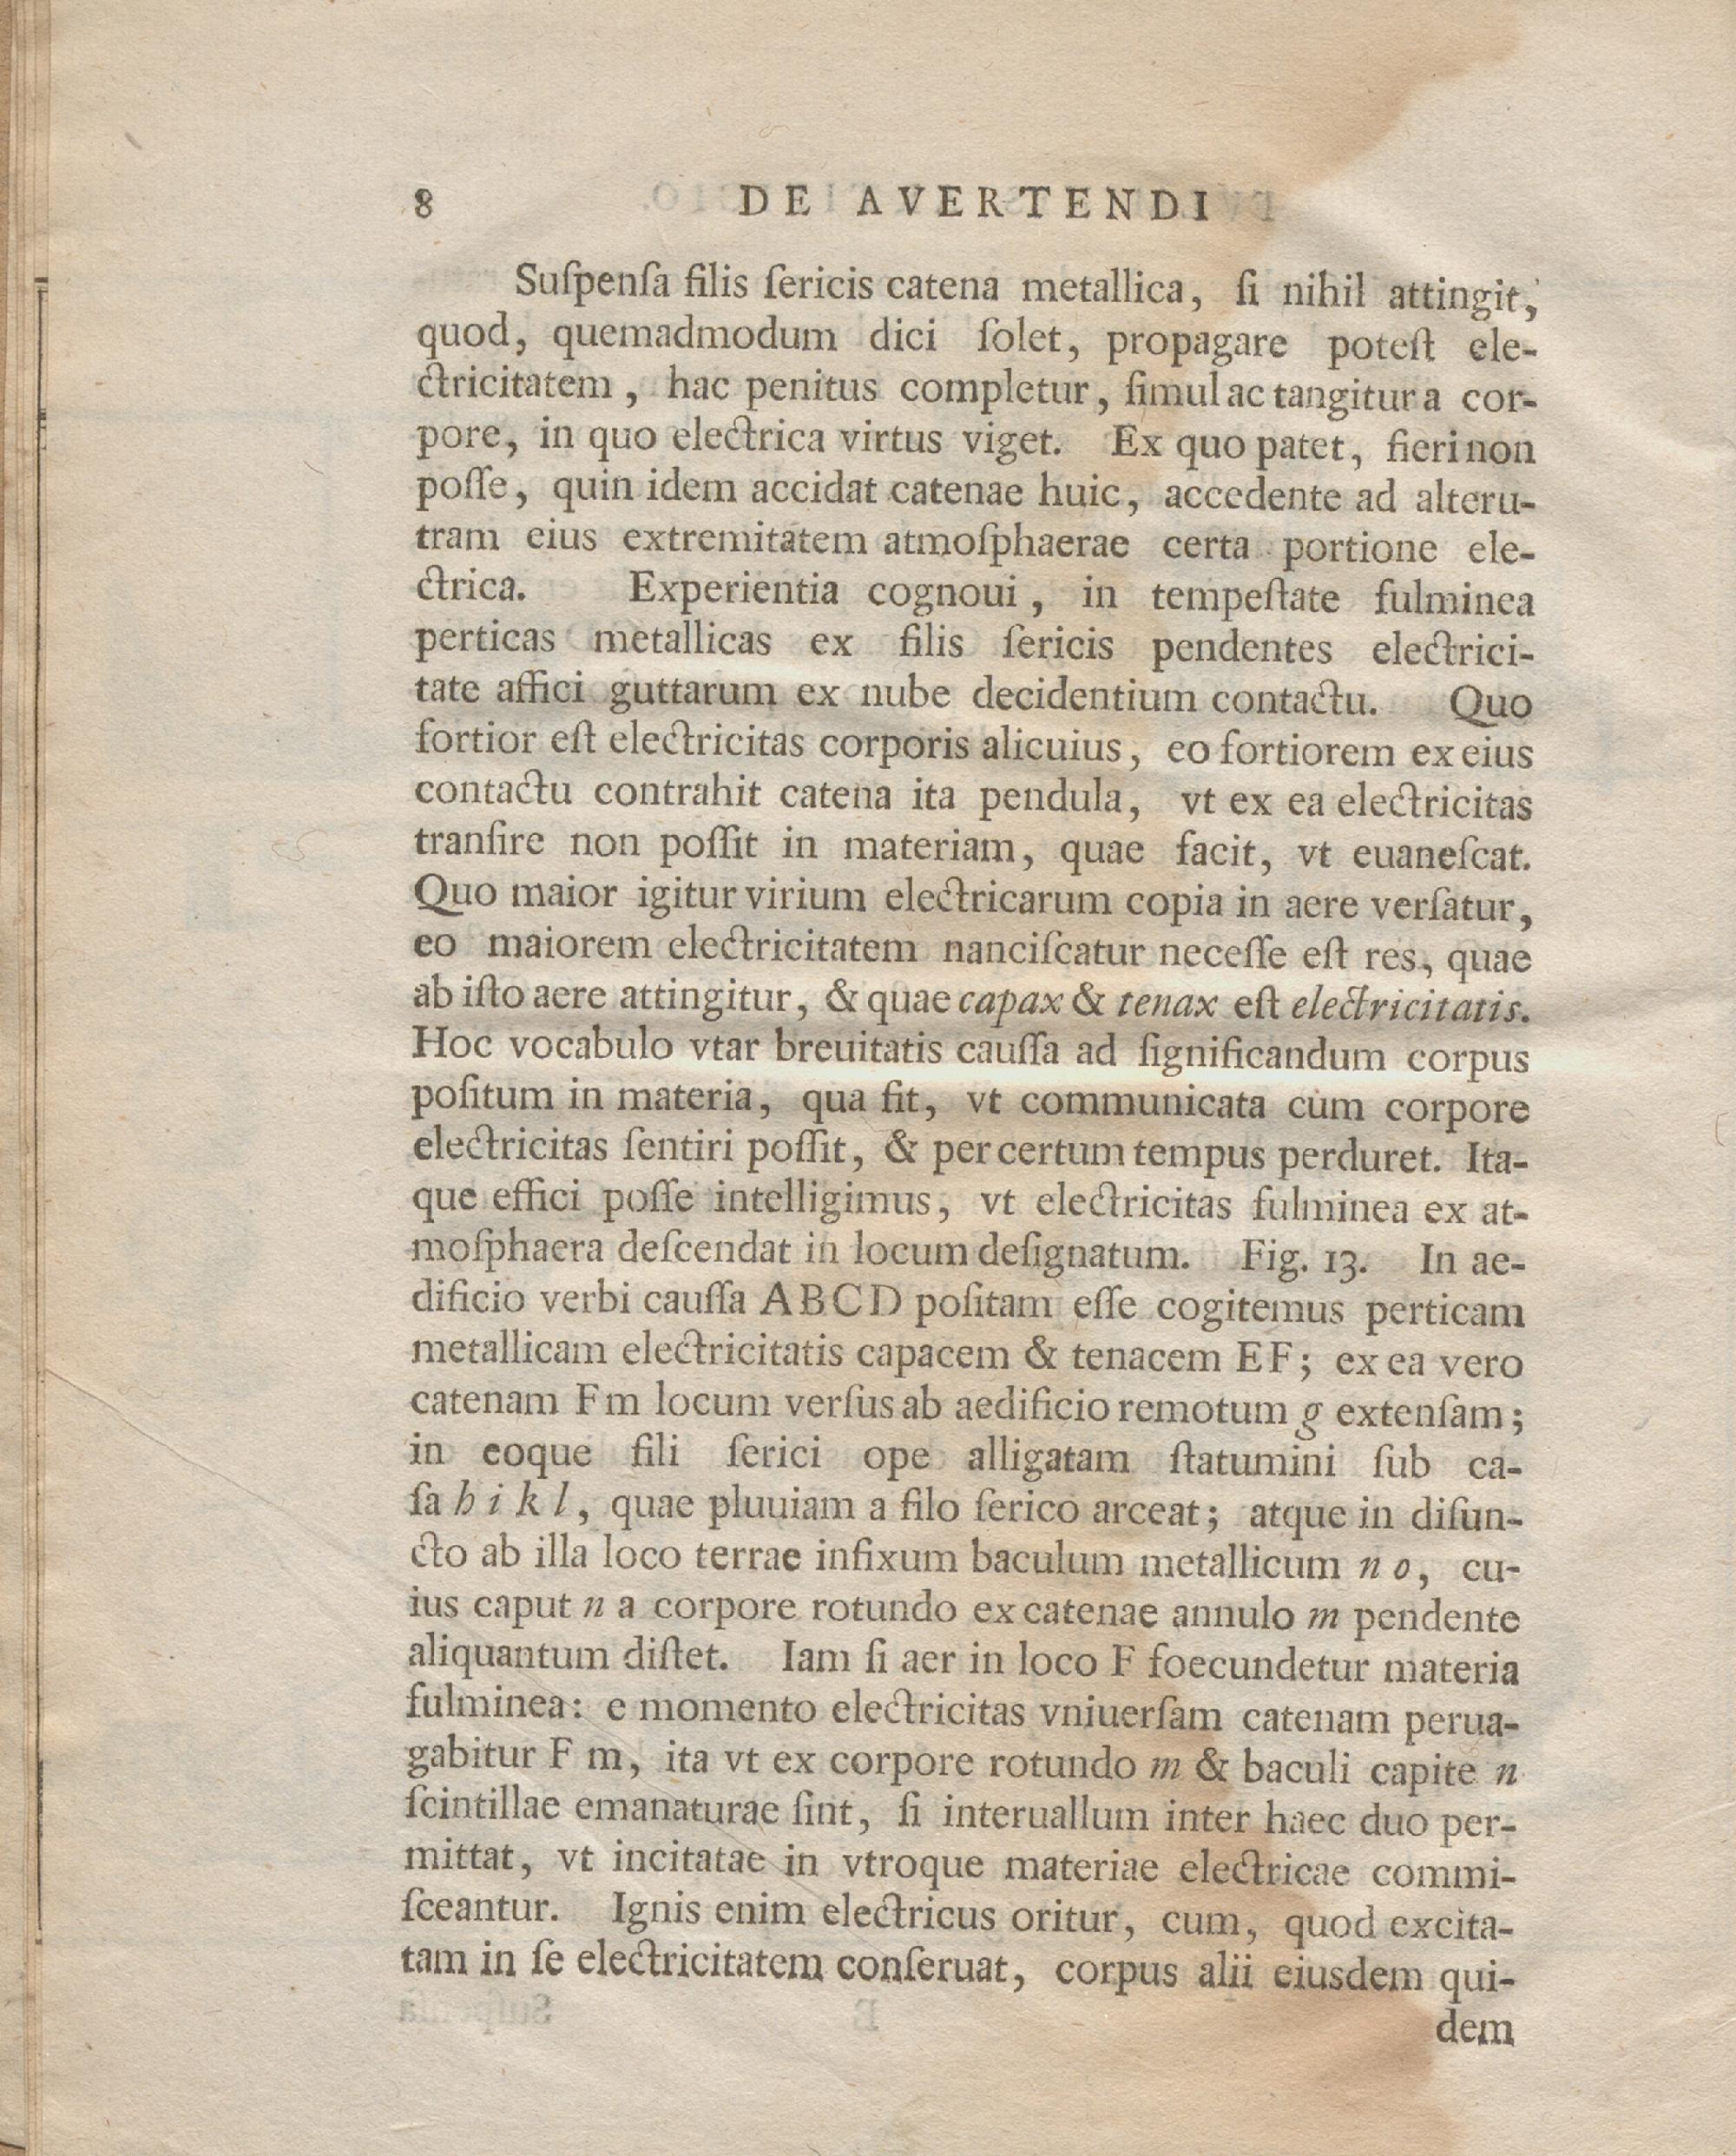 8 DE AVERTENDI
Suſpenſa filis ſericis catena metallica, ſi nihil attingit,
quod, quemadmodum dici ſolet, propagare poteſt ele-
ctricitatem, hac penitus completur, ſimul ac tangitur a cor-
pore, in quo electrica virtus viget. Ex quo patet, fieri non
poſſe, quin idem accidat catenae huic, accedente ad alteru-
tram eius extremitatem atmoſphaerae certa portione ele-
ctrica. Experientia cognoui, in tempeſtate fulminea
perticas metallicas ex filis ſericis pendentes electrici-
tate affici guttarum ex nube decidentium contactu. Quo
fortior eſt electricitas corporis alicuius, eo fortiorem ex eius
contactu contrahit catena ita pendula, vt ex ea electricitas
tranſire non poſſit in materiam, quae facit, vt euaneſcat.
Quo maior igitur virium electricarum copia in aere verſatur,
eo maiorem electricitatem nanciſcatur neceſſe eſt res, quae
ab iſto aere attingitur, & quae capax & tenax eſt electricitatis.
Hoc vocabulo vtar breuitatis cauſſa ad ſignificandum corpus
poſitum in materia, qua fit, vt communicata cum corpore
electricitas ſentiri poſſit, & per certum tempus perduret. Ita-
que effici poſſe intelligimus, vt electricitas fulminea ex at-
moſphaera deſcendat in locum deſignatum. Fig. 13. In ae-
dificio verbi cauſſa ABCD poſitam eſſe cogitemus perticam
metallicam electricitatis capacem & tenacem EF; ex ea vero
catenam Fm locum verſus ab aedificio remotum g extenſam;
in eoque fili ſerici ope alligatam ſtatumini ſub ca-
ſa h i k l, quae pluuiam a filo ſerico arceat; atque in diſun-
cto ab illa loco terrae infixum baculum metallicum n o, cu-
ius caput n a corpore rotundo ex catenae annulo m pendente
aliquantum diſtet. Iam ſi aer in loco F foecundetur materia
fulminea: e momento electricitas vniuerſam catenam perua-
gabitur F m, ita vt ex corpore rotundo m & baculi capite n
ſcintillae emanaturae ſint, ſi interuallum inter haec duo per-
mittat, vt incitatae in vtroque materiae electricae commi-
ſceantur. Ignis enim electricus oritur, cum, quod excita-
tam in ſe electricitatem conſeruat, corpus alii eiusdem qui-
dem